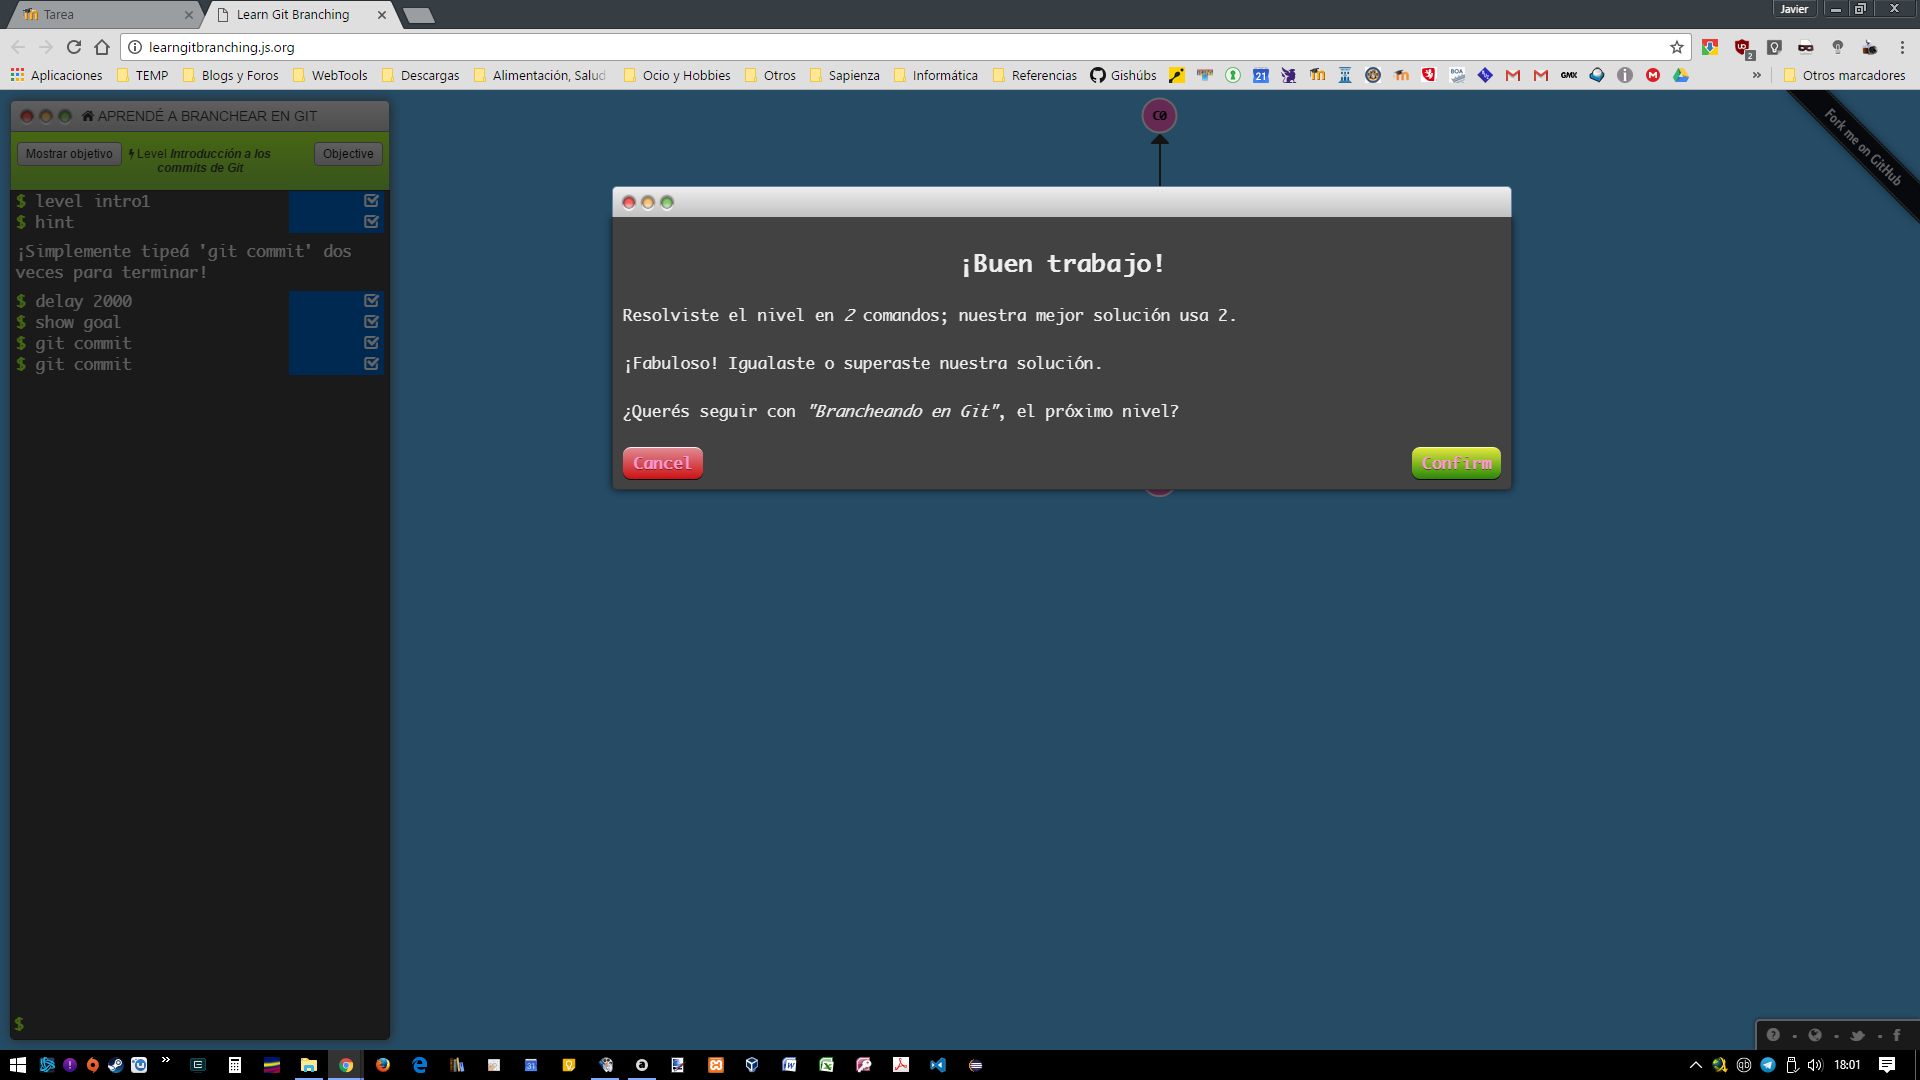 Tarea
Learn Git Branching
Javier
learngitbranching.js.org
Aplicaciones TEMP Blogs y Foros WebTools Descargas Alimentación, Salud Ocio y Hobbies Otros Sapienza Informática Referencias Gishúbs Otros marcadores
APRENDÉ A BRANCHEAR EN GIT
Mostrar objetivo
Level Introducción a los
commits de Git
Objective
$ level intro1
$ hint
¡Simplemente tipeá 'git commit' dos
veces para terminar!
$ delay 2000
$ show goal
$ git commit
$ git commit
$
C0
Fork me on GitHub
¡Buen trabajo!
Resolviste el nivel en 2 comandos; nuestra mejor solución usa 2.
¡Fabuloso! Igualaste o superaste nuestra solución.
¿Querés seguir con "Brancheando en Git", el próximo nivel?
Cancel
Confirm
18:01